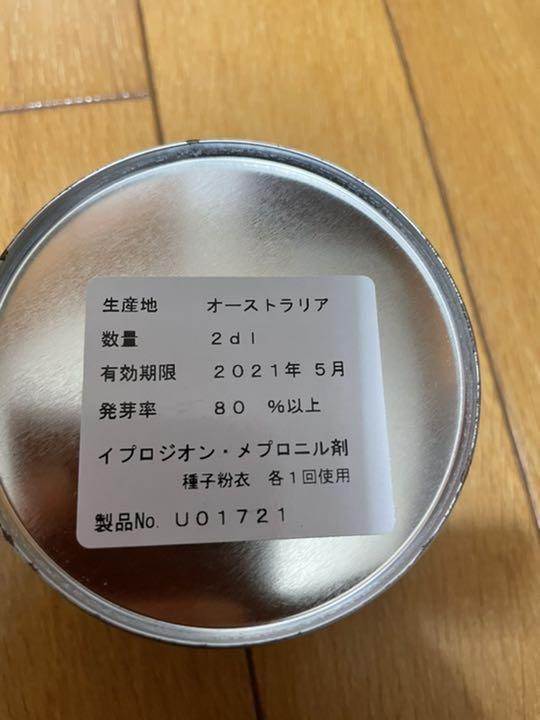 生産地 オーストラリア
数量 2dl
有効期限 2021年 5月
発芽率 80 %以上
イプロジオン・メプロニル剤
種子粉衣 各1回使用
製品No. U01721